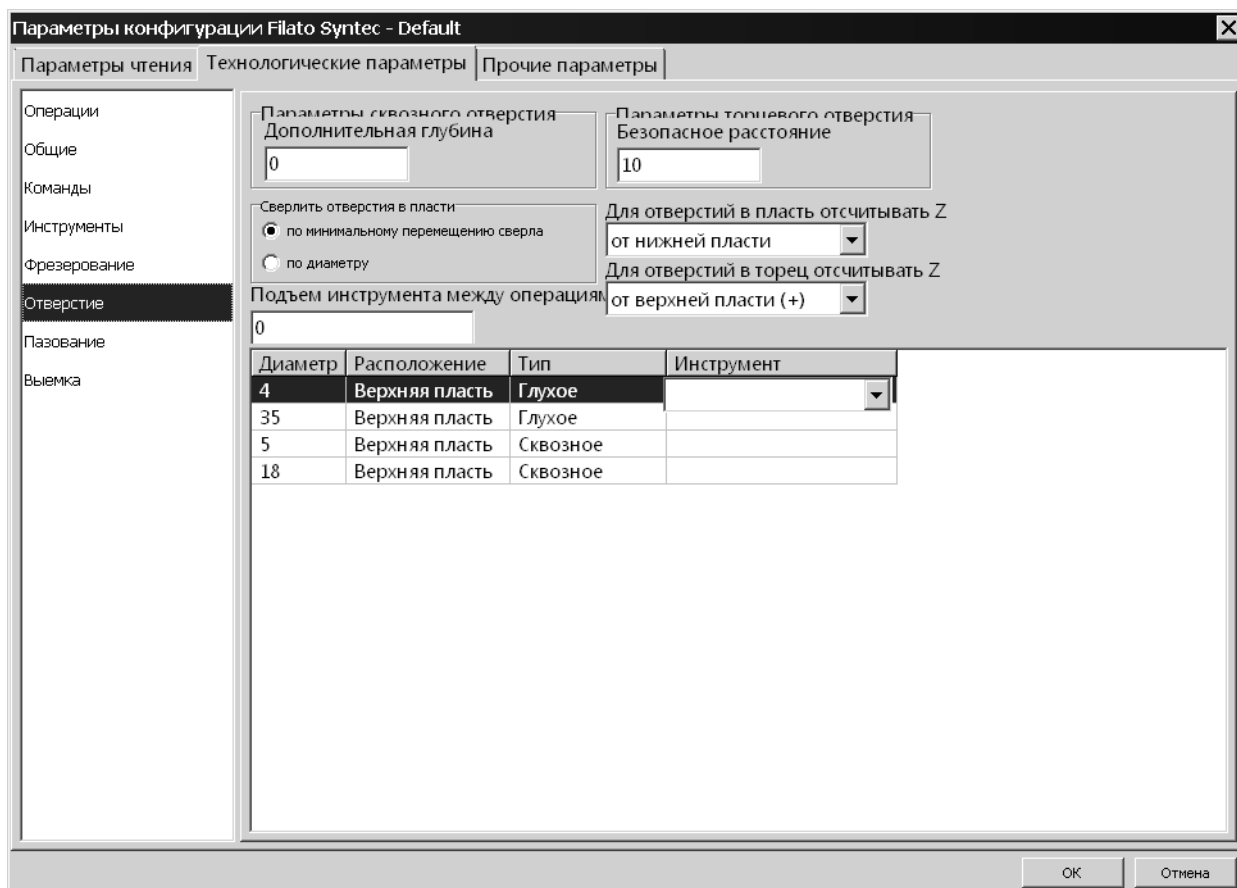 Параметры конфигурации Filato Syntec - Default
Параметры чтения Технологические параметры Прочие параметры
Операции
Общие
Команды
Инструменты
Фрезерование
Отверстие
Пазование
Выемка
Параметры сквозного отверстия
Дополнительная глубина
0
Параметры торцевого отверстия
Безопасное расстояние
10
Сверлить отверстия в пласти
по минимальному перемещению сверла
по диаметру
Для отверстий в пласть отсчитывать Z
от нижней пласти
Для отверстий в торец отсчитывать Z
от верхней пласти (+)
Подъем инструмента между операциям
0
Диаметр Расположение Тип Инструмент
4 Верхняя пласть Глухое
35 Верхняя пласть Глухое
5 Верхняя пласть Сквозное
18 Верхняя пласть Сквозное
ОК Отмена